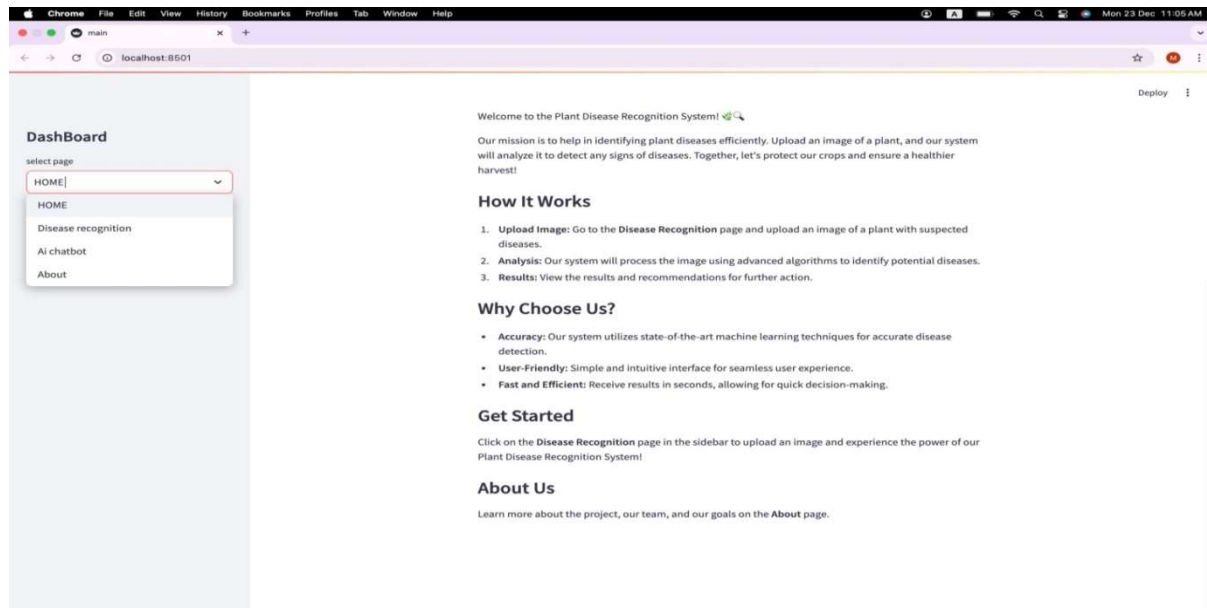 Chrome File Edit View History Bookmarks Profiles Tab Window Help
A
Mon 23 Dec 11:05 AM
main
localhost:8501
M
Deploy
DashBoard
select page
HOME
HOME
Disease recognition
Ai chatbot
About
Welcome to the Plant Disease Recognition System! 🌿🔍
Our mission is to help in identifying plant diseases efficiently. Upload an image of a plant, and our system
will analyze it to detect any signs of diseases. Together, let's protect our crops and ensure a healthier
harvest!
How It Works
1. Upload Image: Go to the Disease Recognition page and upload an image of a plant with suspected
diseases.
2. Analysis: Our system will process the image using advanced algorithms to identify potential diseases.
3. Results: View the results and recommendations for further action.
Why Choose Us?
• Accuracy: Our system utilizes state-of-the-art machine learning techniques for accurate disease
detection.
• User-Friendly: Simple and intuitive interface for seamless user experience.
• Fast and Efficient: Receive results in seconds, allowing for quick decision-making.
Get Started
Click on the Disease Recognition page in the sidebar to upload an image and experience the power of our
Plant Disease Recognition System!
About Us
Learn more about the project, our team, and our goals on the About page.